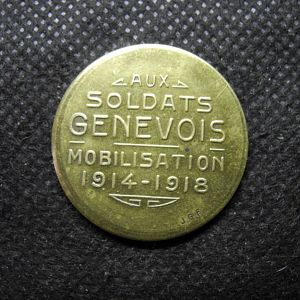 AUX
SOLDATS
GENEVOIS
MOBILISATION
1914-1918